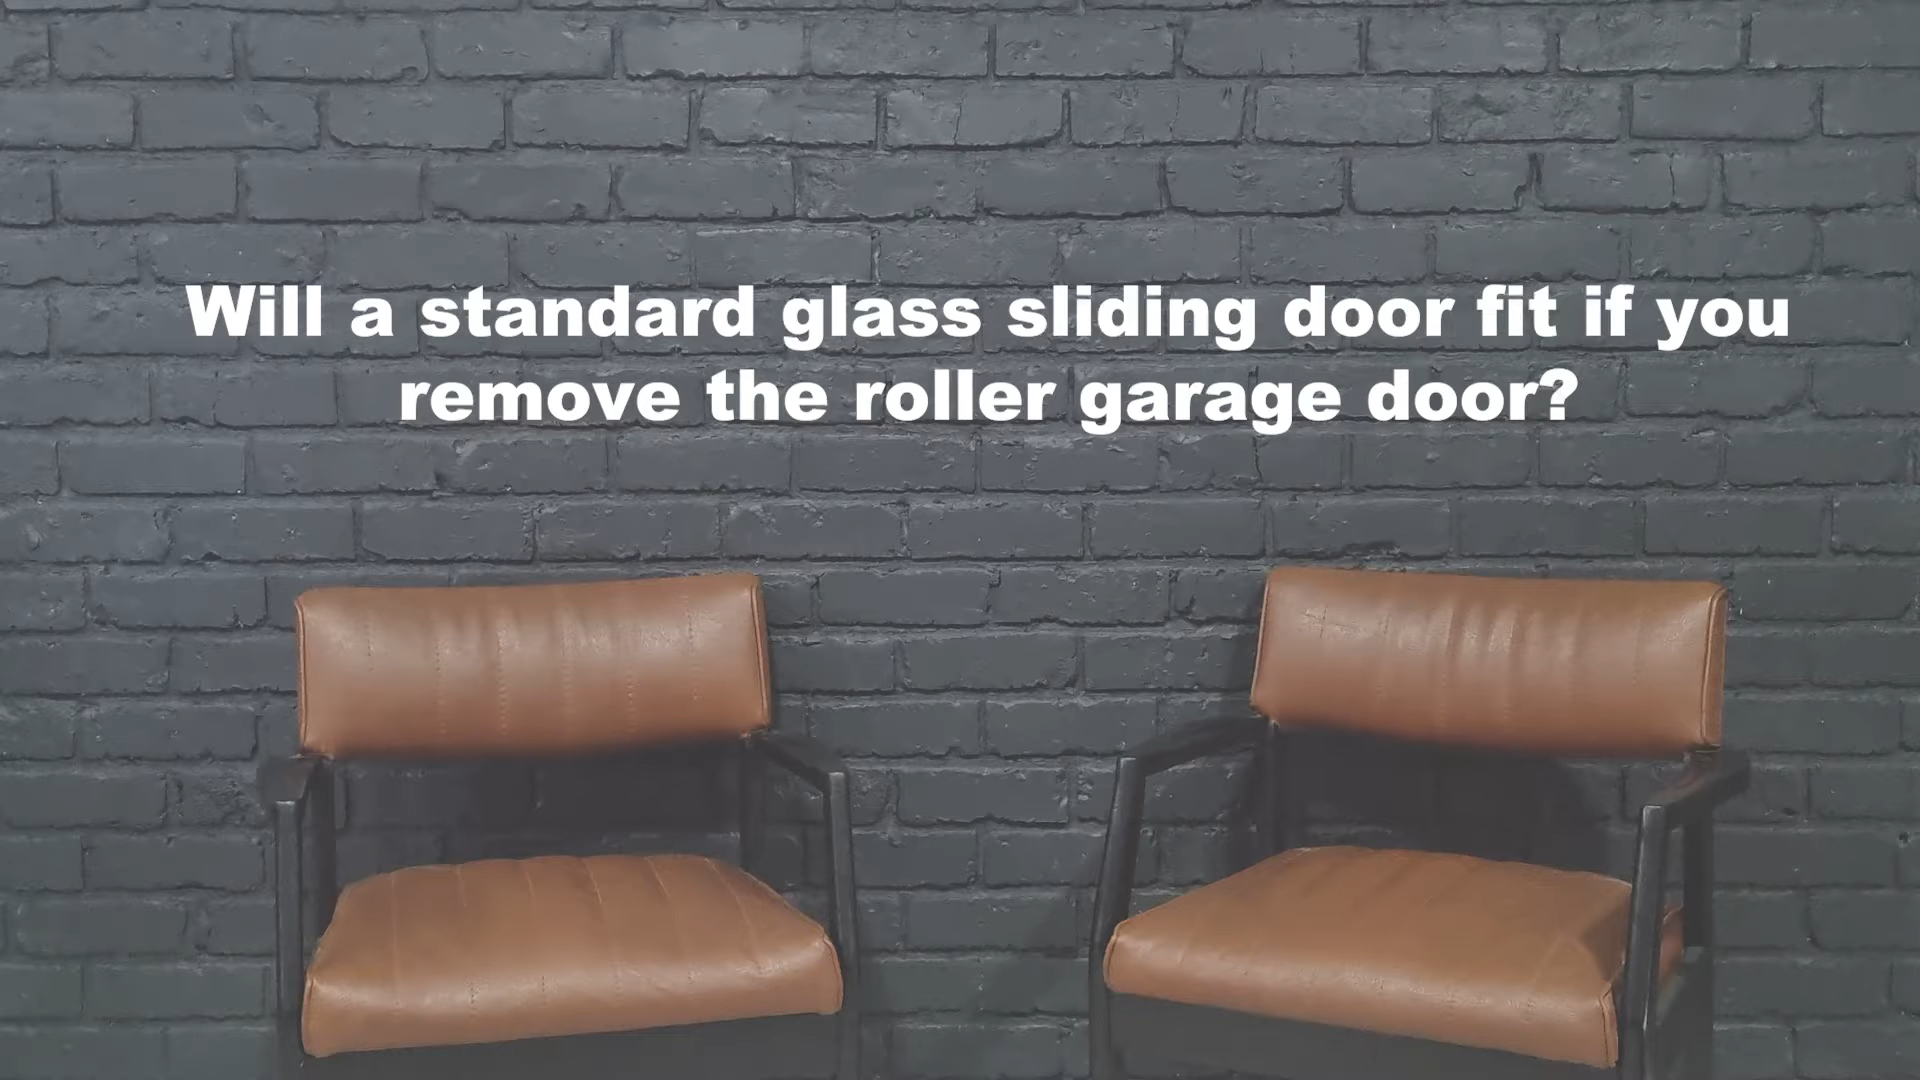 Will a standard glass sliding door fit if you
remove the roller garage door?